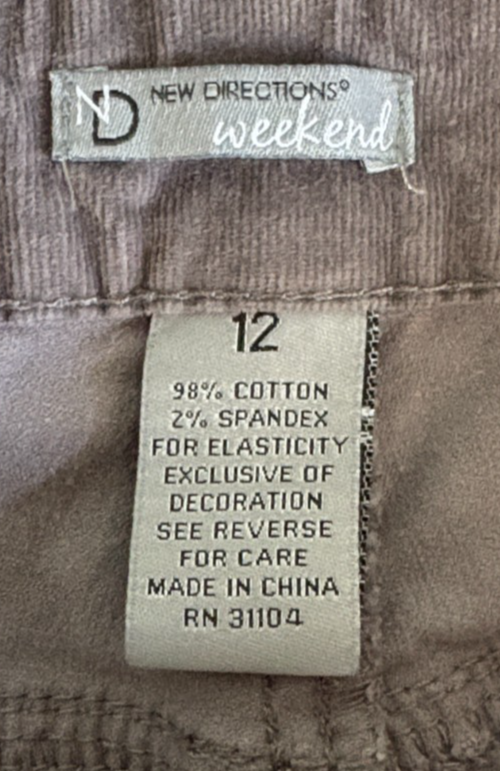 ND NEW DIRECTIONS®
weekend
12
98% COTTON
2% SPANDEX
FOR ELASTICITY
EXCLUSIVE OF
DECORATION
SEE REVERSE
FOR CARE
MADE IN CHINA
RN 31104